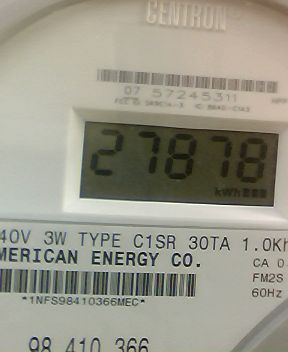 CENTRON
07 57245311
27878
kWh
40V 3W TYPE C1SR 30TA 1.0Kh
MERICAN ENERGY CO.
CA 0
FM2S
60Hz
*1NFS98410366MEC*
98 410 366